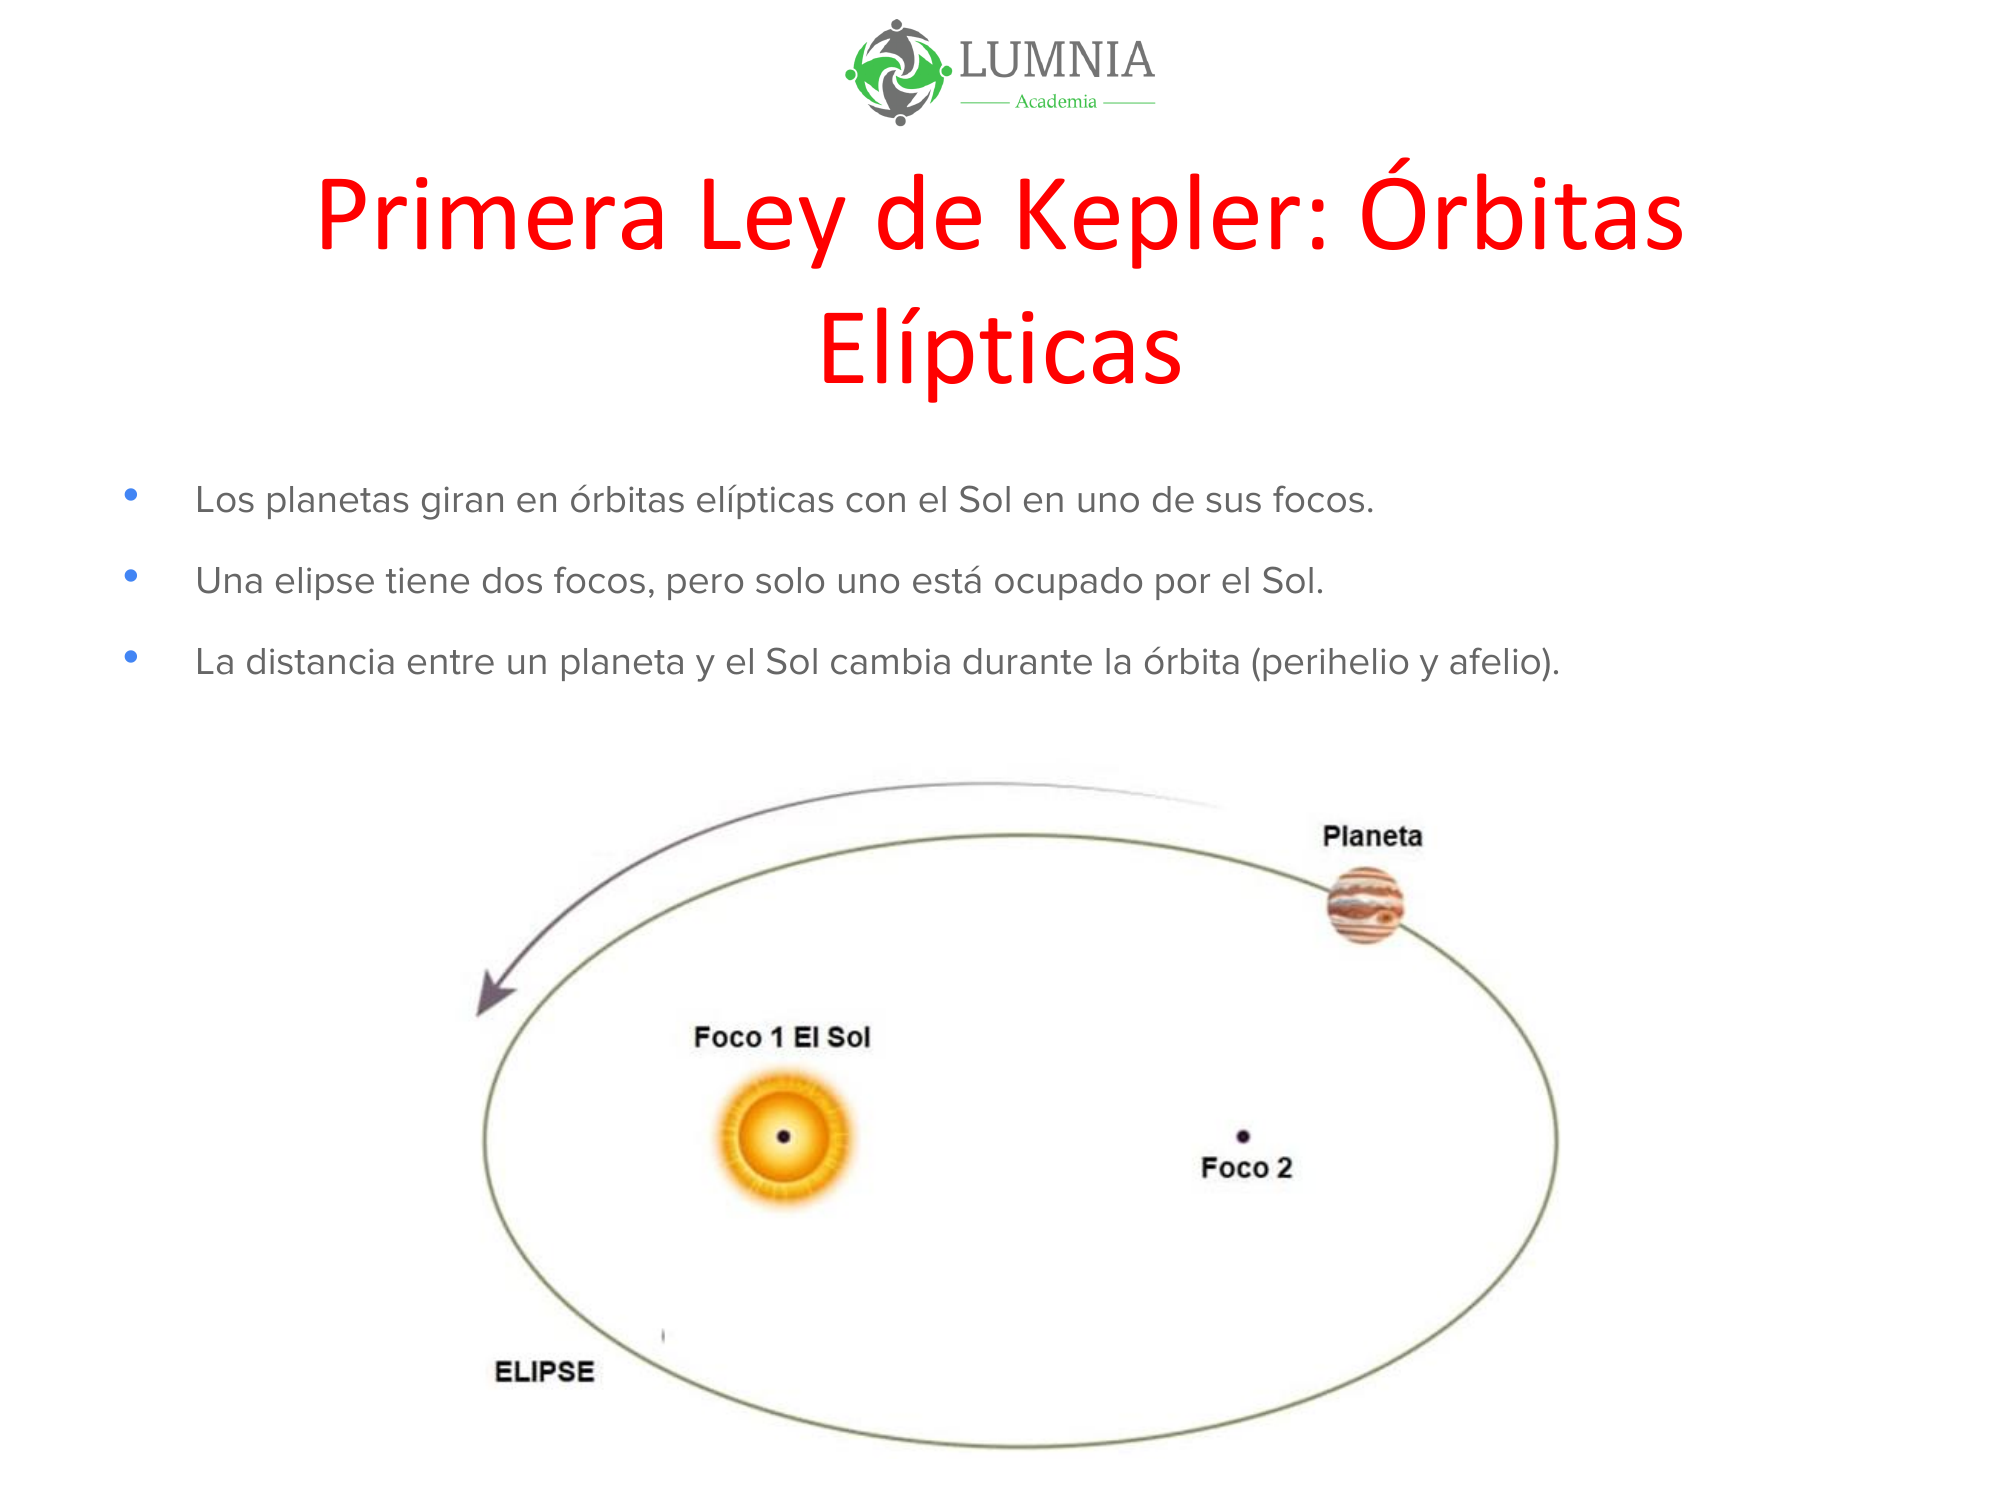 LUMNIA
Academia
Primera Ley de Kepler: Órbitas
Elípticas
• Los planetas giran en órbitas elípticas con el Sol en uno de sus focos.
• Una elipse tiene dos focos, pero solo uno está ocupado por el Sol.
• La distancia entre un planeta y el Sol cambia durante la órbita (perihelio y afelio).
Planeta
Foco 1 El Sol
Foco 2
ELIPSE